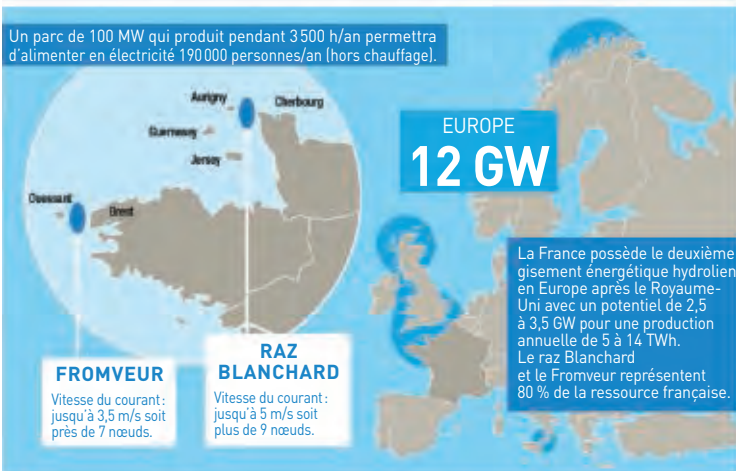 Un parc de 100 MW qui produit pendant 3 500 h/an permettra
d'alimenter en électricité 190 000 personnes/an (hors chauffage).
Aurigny
Cherbourg
Guernesey
Jersey
Ouessant
Brest
EUROPE
12 GW
La France possède le deuxième
gisement énergétique hydrolien
en Europe après le Royaume-
Uni avec un potentiel de 2,5
à 3,5 GW pour une production
annuelle de 5 à 14 TWh.
Le raz Blanchard
et le Fromveur représentent
80 % de la ressource française.
FROMVEUR
Vitesse du courant :
jusqu'à 3,5 m/s soit
près de 7 nœuds.
RAZ
BLANCHARD
Vitesse du courant :
jusqu'à 5 m/s soit
plus de 9 nœuds.